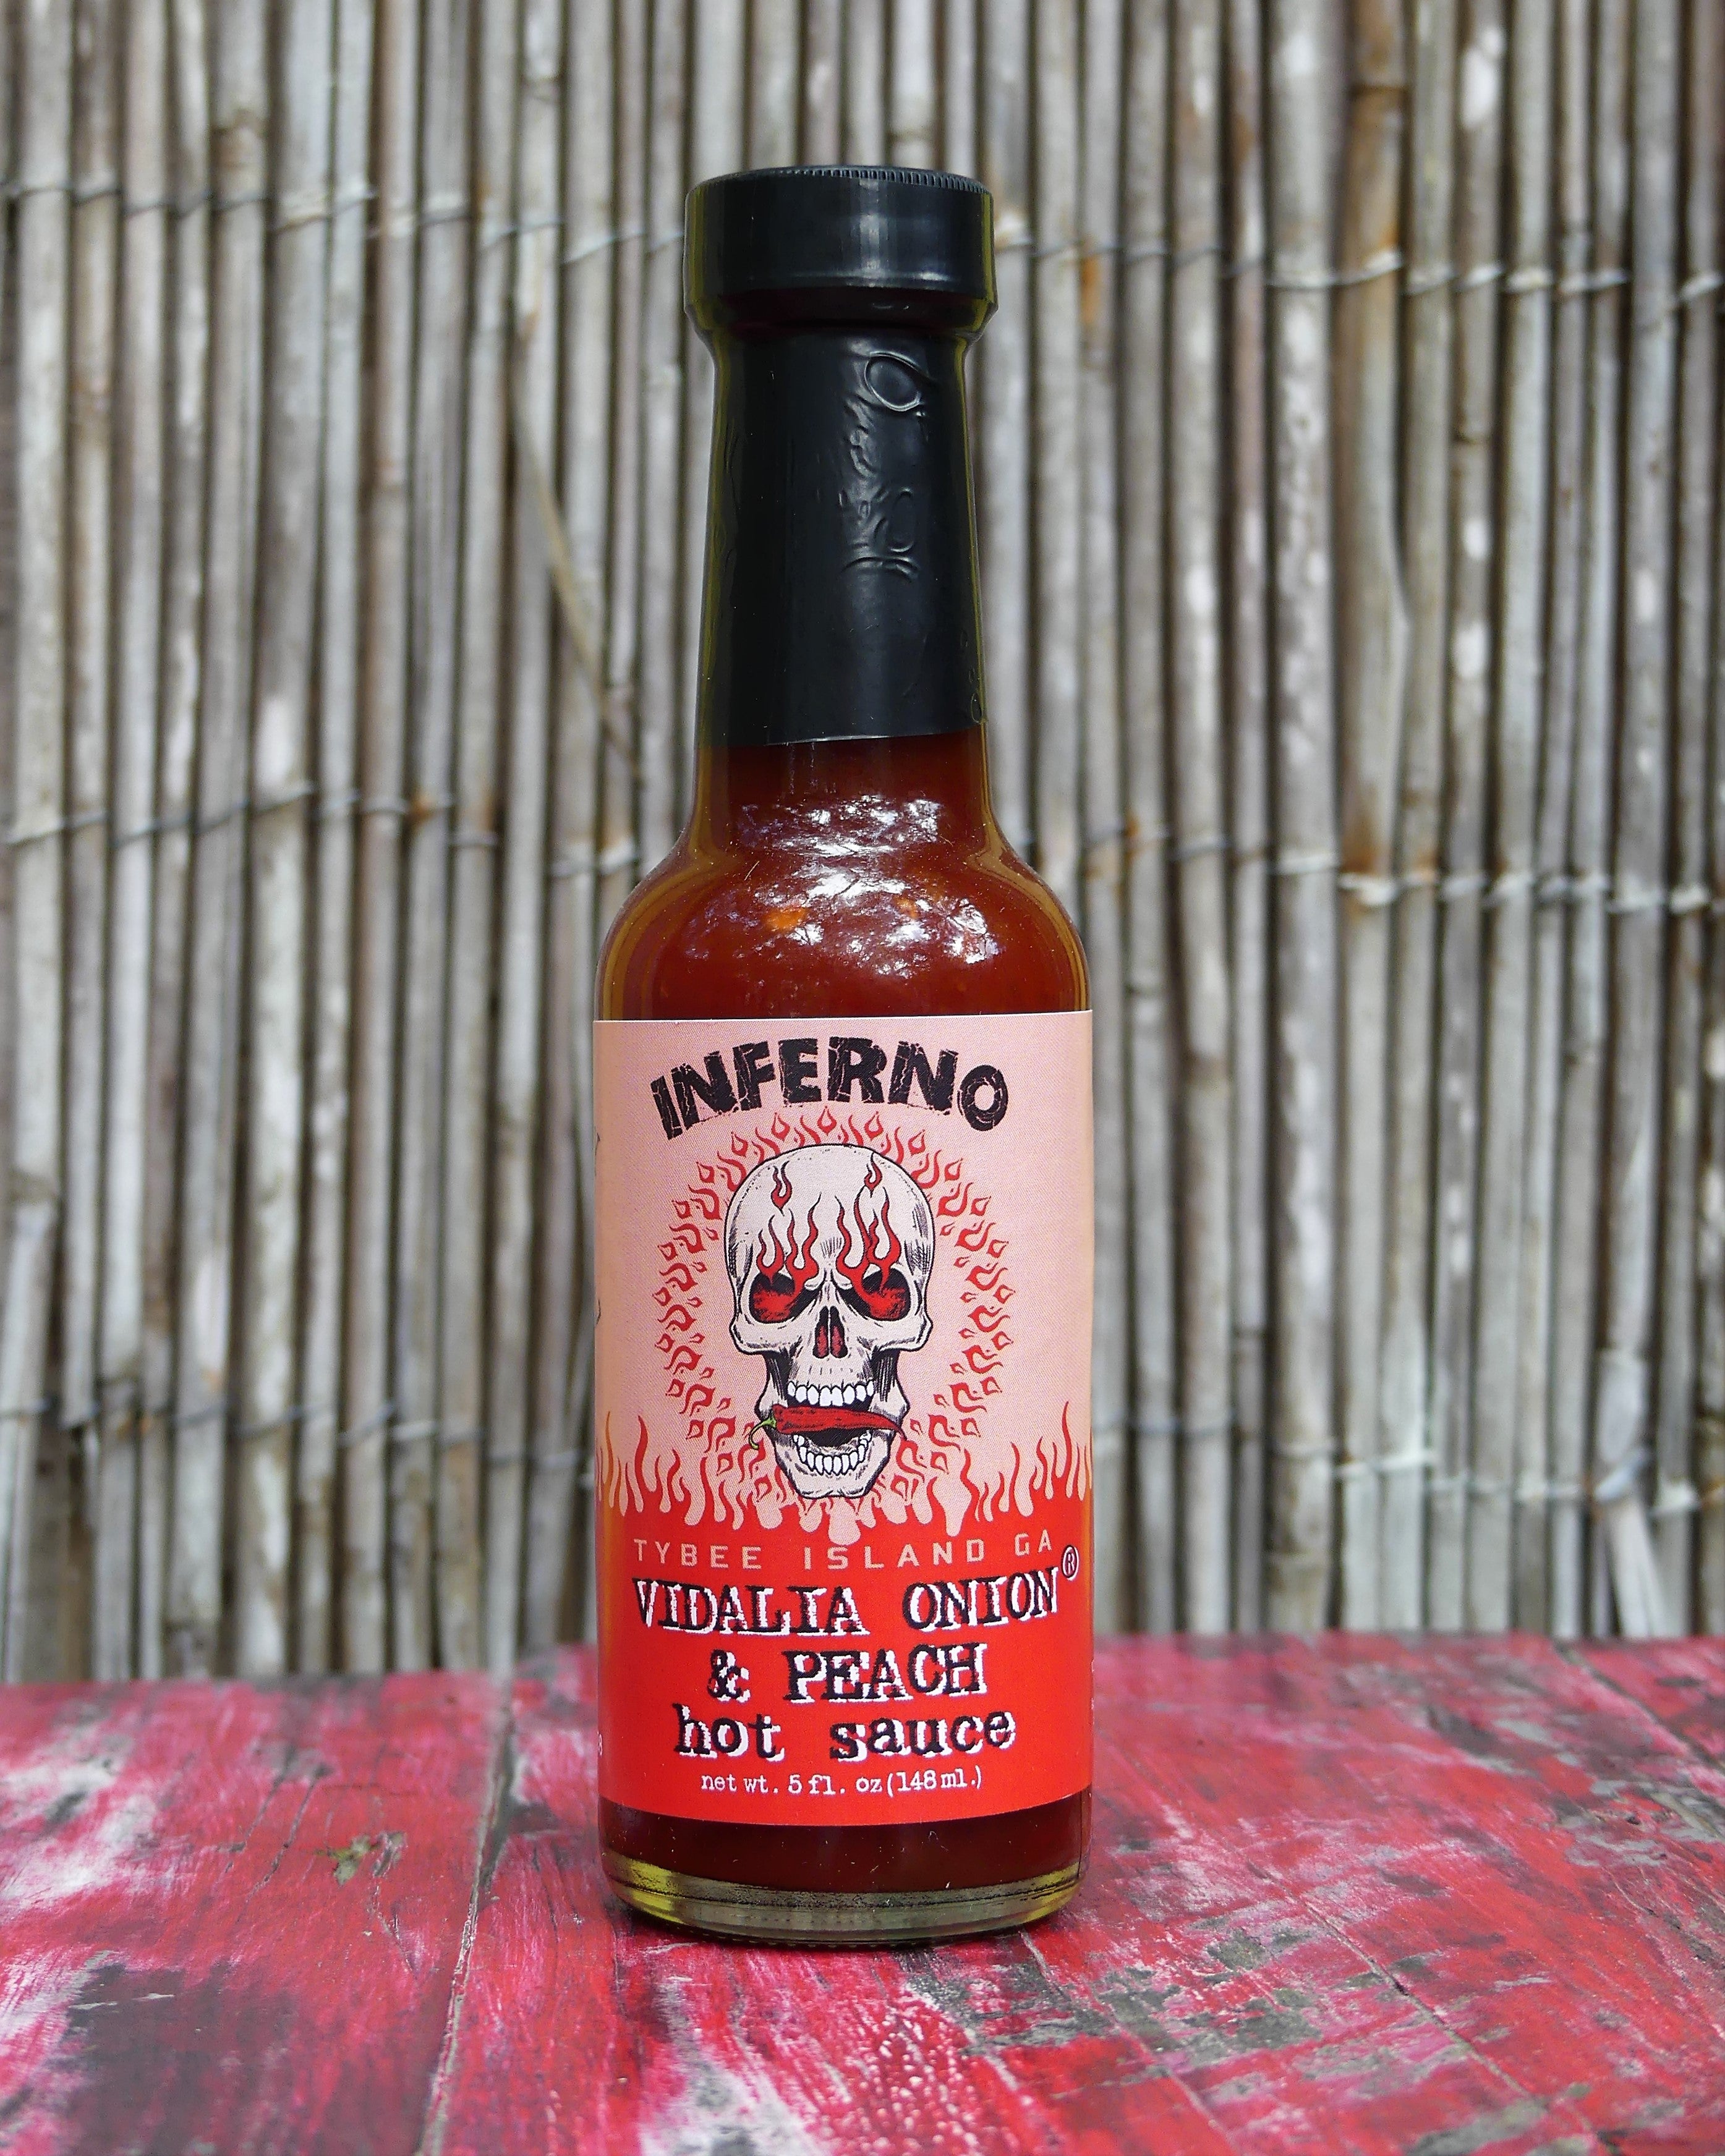 INFERNO
TYBEE ISLAND GA
VIDALIA ONION®
& PEACH
hot sauce
net wt. 5 fl. oz (148 ml.)